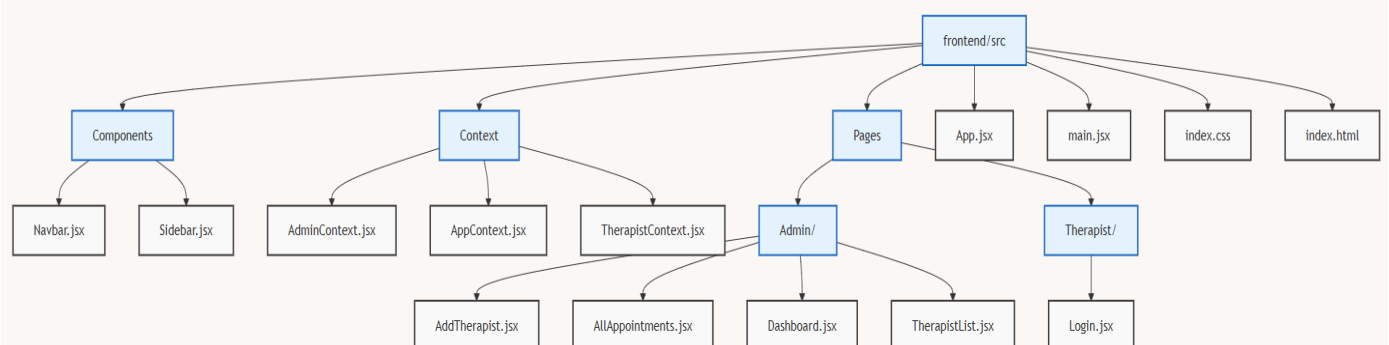 frontend/src
Components
Context
Pages
App.jsx
main.jsx
index.css
index.html
Navbar.jsx
Sidebar.jsx
AdminContext.jsx
AppContext.jsx
TherapistContext.jsx
Admin/
Therapist/
AddTherapist.jsx
AllAppointments.jsx
Dashboard.jsx
TherapistList.jsx
Login.jsx